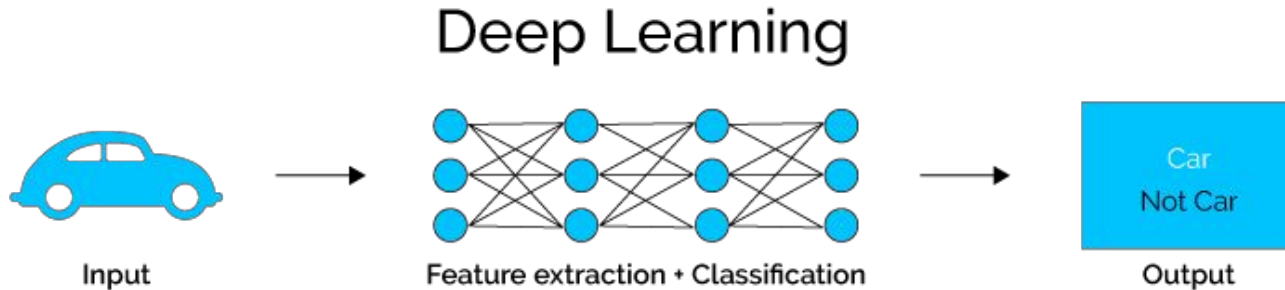 Deep Learning
Car
Not Car
Input
Feature extraction + Classification
Output